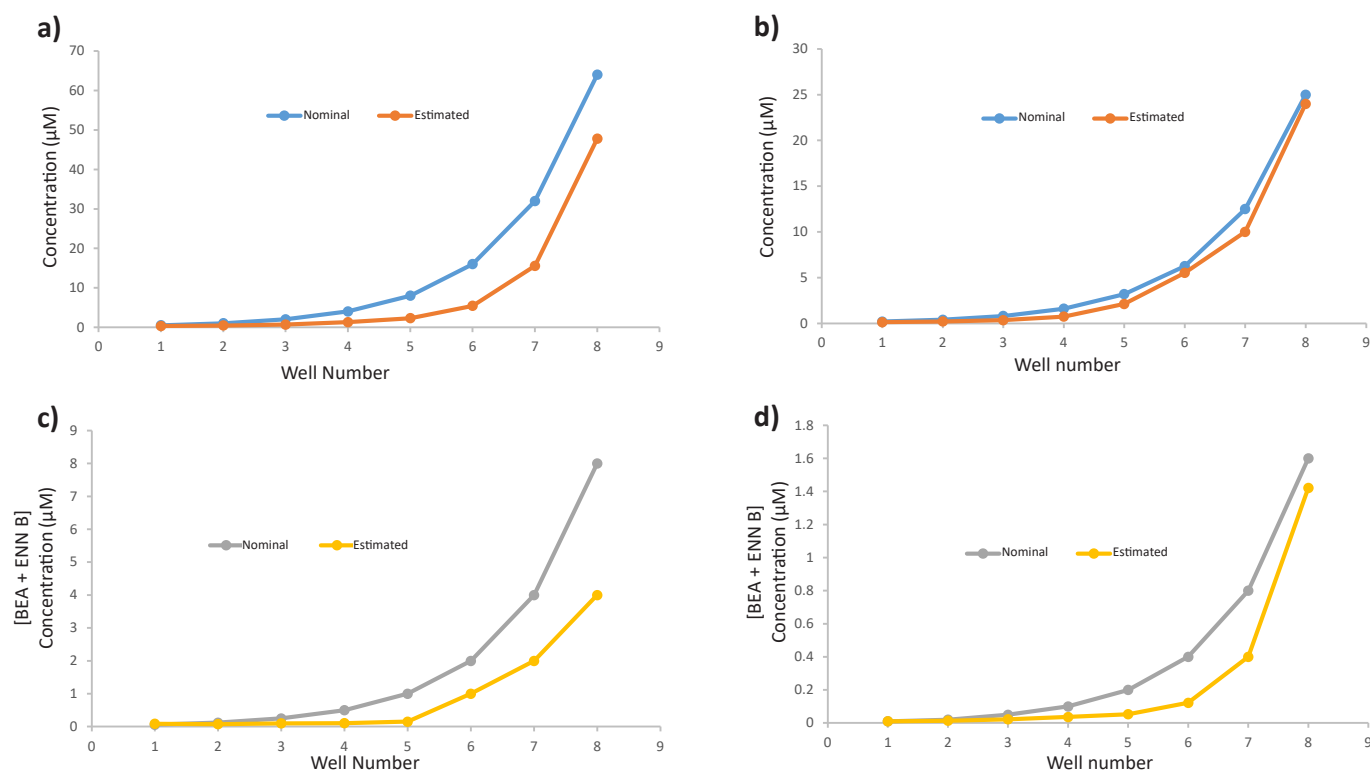 a)
70
60
50
40
30
20
10
0
Concentration (µM)
Nominal
Estimated
0 1 2 3 4 5 6 7 8 9
Well Number
b)
30
25
20
15
10
5
0
Concentration (µM)
Nominal
Estimated
0 1 2 3 4 5 6 7 8 9
Well number
c)
9
8
7
6
5
4
3
2
1
0
[BEA + ENN B]
Concentration (µM)
Nominal
Estimated
0 1 2 3 4 5 6 7 8 9
Well Number
d)
1.8
1.6
1.4
1.2
1
0.8
0.6
0.4
0.2
0
[BEA + ENN B]
Concentration (µM)
Nominal
Estimated
0 1 2 3 4 5 6 7 8 9
Well number